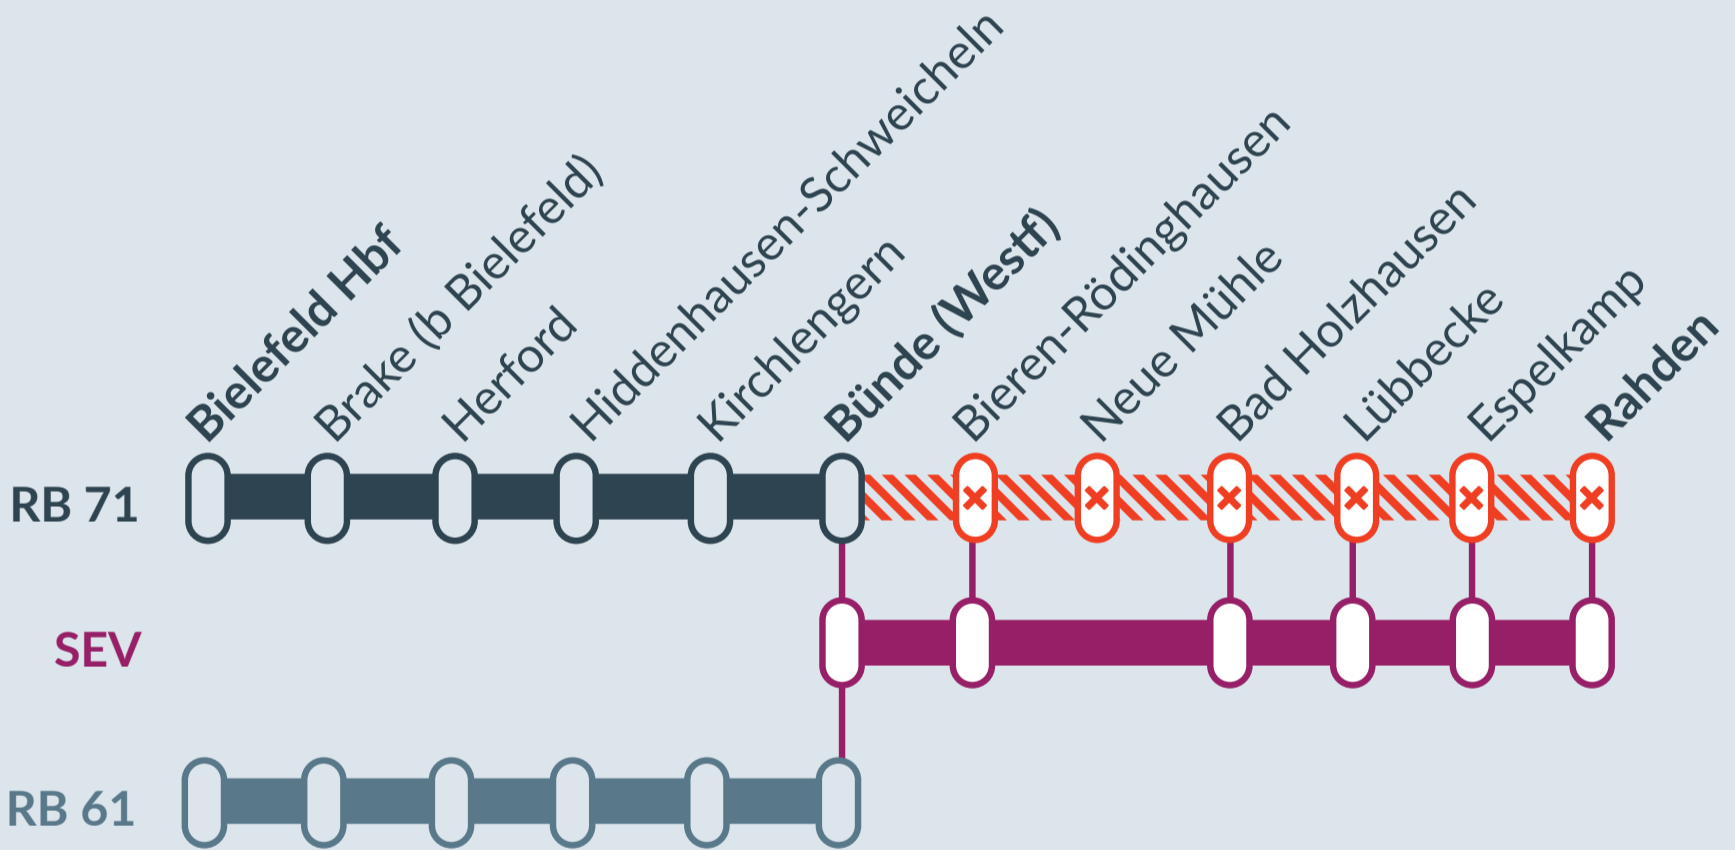 Bielefeld Hbf
Brake (b Bielefeld)
Herford
Hiddenhausen-Schweicheln
Kirchlengern
Bünde (Westf)
Bieren-Rödinghausen
Neue Mühle
Bad Holzhausen
Lübbecke
Espelkamp
Rahden
RB 71
SEV
RB 61